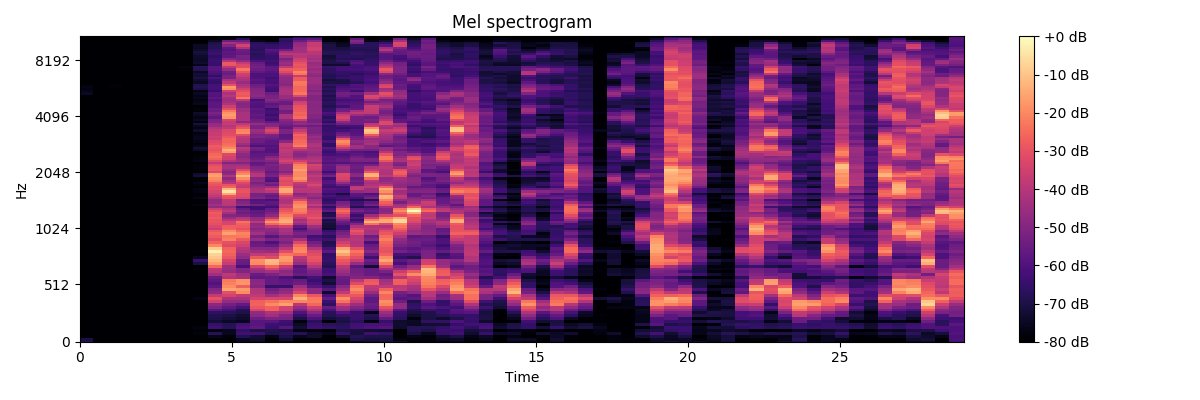 Mel spectrogram
Hz
8192
4096
2048
1024
512
0
0 5 10 15 20 25
Time
+0 dB
-10 dB
-20 dB
-30 dB
-40 dB
-50 dB
-60 dB
-70 dB
-80 dB